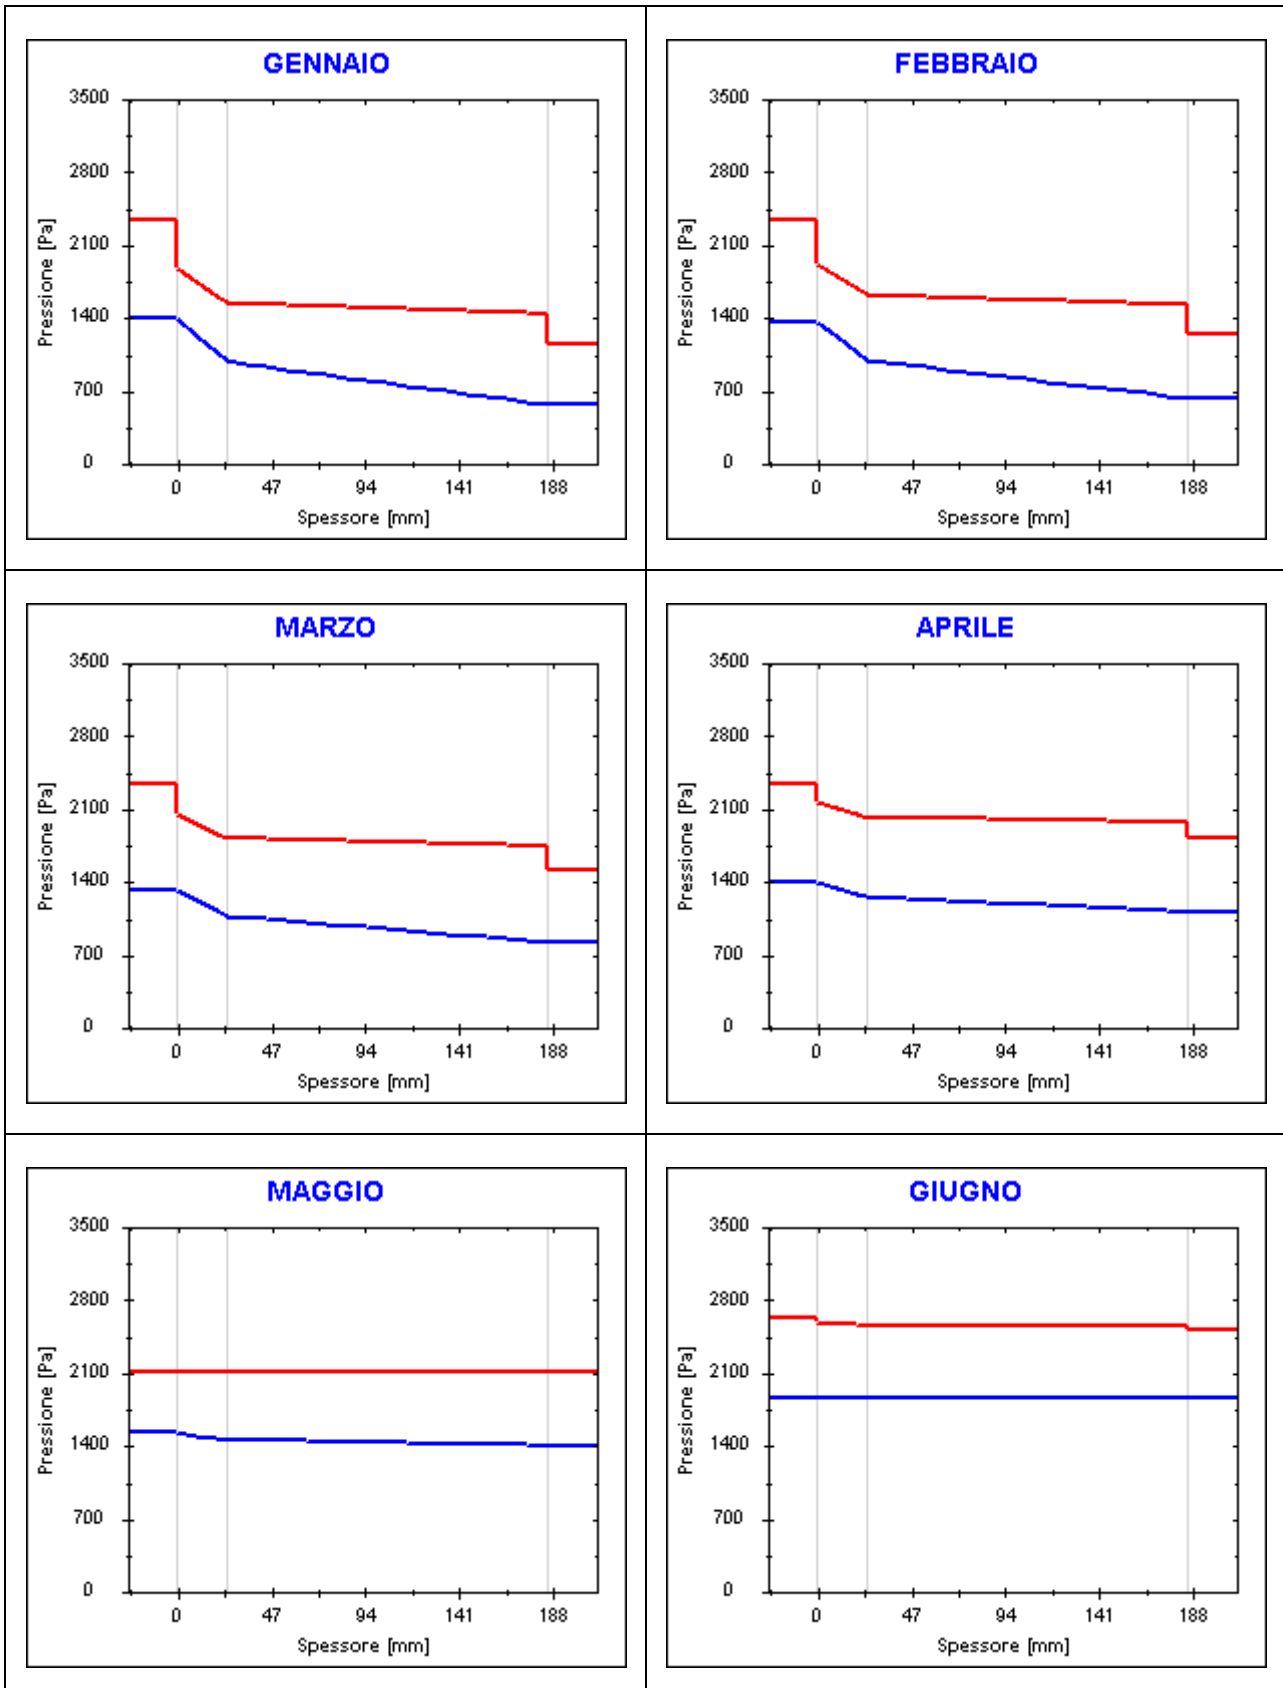 GENNAIO
3500
2800
2100
1400
700
0
Pressione [Pa]
0 47 94 141 188
Spessore [mm]
FEBBRAIO
3500
2800
2100
1400
700
0
Pressione [Pa]
0 47 94 141 188
Spessore [mm]
MARZO
3500
2800
2100
1400
700
0
Pressione [Pa]
0 47 94 141 188
Spessore [mm]
APRILE
3500
2800
2100
1400
700
0
Pressione [Pa]
0 47 94 141 188
Spessore [mm]
MAGGIO
3500
2800
2100
1400
700
0
Pressione [Pa]
0 47 94 141 188
Spessore [mm]
GIUGNO
3500
2800
2100
1400
700
0
Pressione [Pa]
0 47 94 141 188
Spessore [mm]